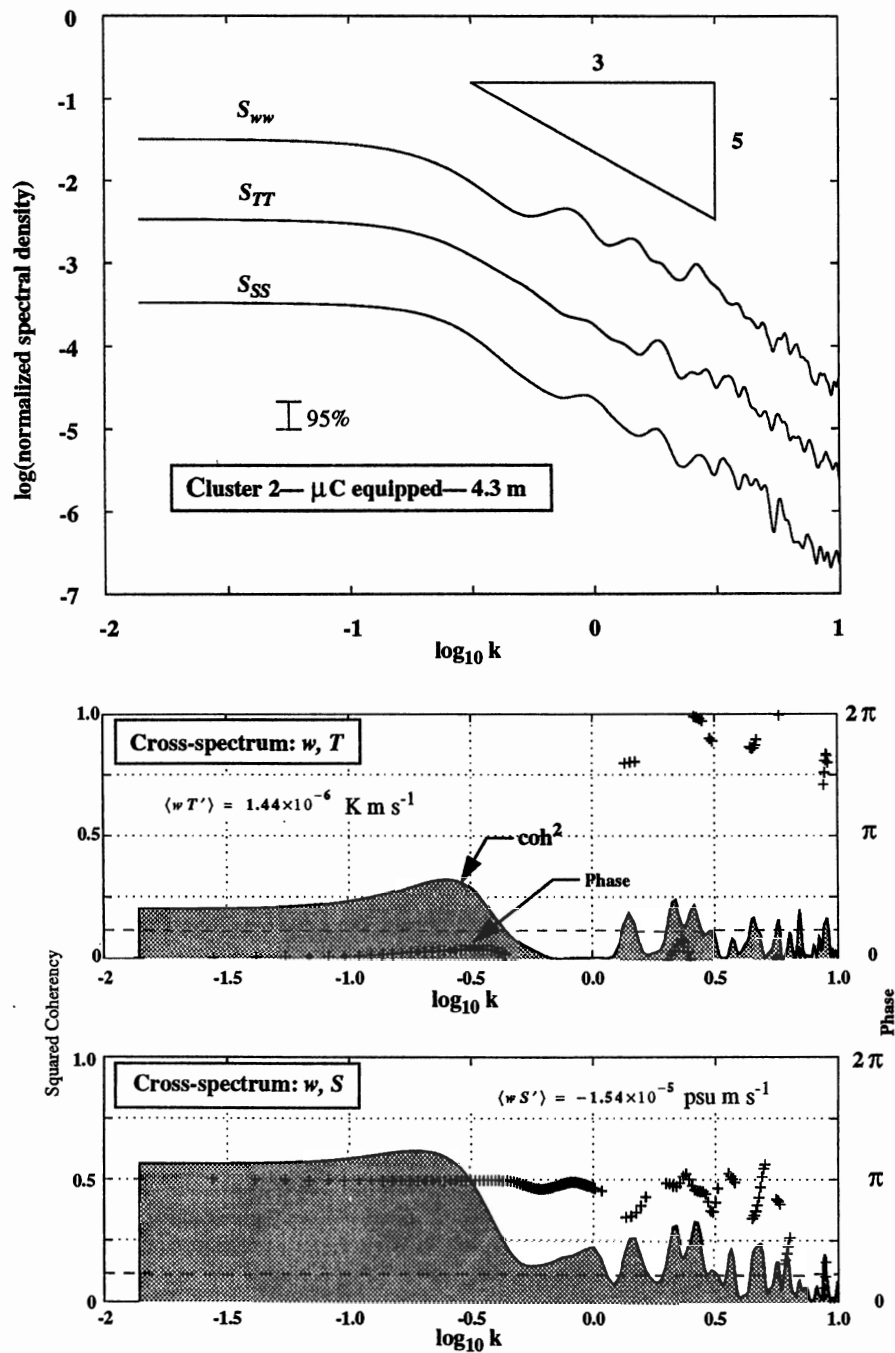 0
-1
-2
-3
-4
-5
-6
-7
log(normalized spectral density)
S_ww
S_TT
S_SS
3
5
95%
Cluster 2— μC equipped— 4.3 m
-2
-1
0
1
log₁₀ k
1.0
0.5
0
Cross-spectrum: w, T
⟨wT'⟩ = 1.44×10⁻⁶ K m s⁻¹
coh²
Phase
2π
π
0
-1.5
-1.0
-0.5
0.0
0.5
1.0
log₁₀ k
Squared Coherency
Phase
1.0
0.5
0
Cross-spectrum: w, S
⟨wS'⟩ = −1.54×10⁻⁵ psu m s⁻¹
2π
π
0
-1.5
-1.0
-0.5
0.0
0.5
1.0
log₁₀ k